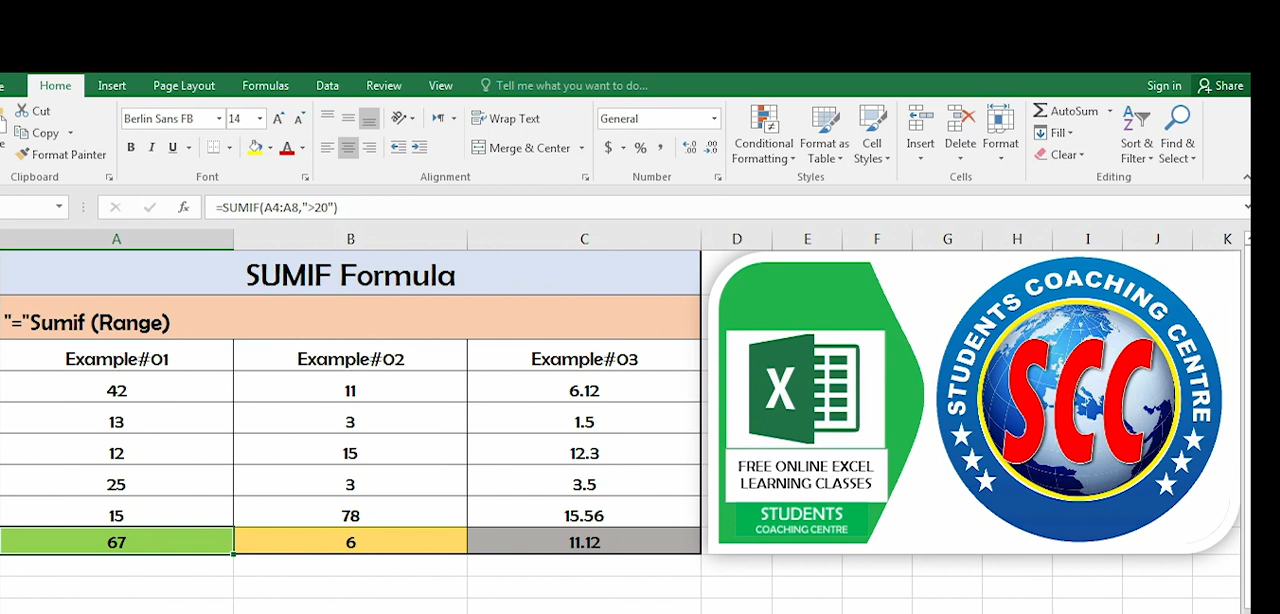 e Home Insert Page Layout Formulas Data Review View Tell me what you want to do... Sign in Share
Cut
Copy
Format Painter
Clipboard
Berlin Sans FB 14 A A
B I U A
Font
Wrap Text
Merge & Center
Alignment
General
$ % , .0 .00 .00 .0
Number
Conditional Formatting
Format as Table
Cell Styles
Styles
Insert Delete Format
Cells
AutoSum
Fill
Clear
Sort & Filter
Find & Select
Editing
fx =SUMIF(A4:A8,">20")
A B C D E F G H I J K
SUMIF Formula
"="Sumif (Range)
Example#01 Example#02 Example#03
42 11 6.12
13 3 1.5
12 15 12.3
25 3 3.5
15 78 15.56
67 6 11.12
X
FREE ONLINE EXCEL
LEARNING CLASSES
STUDENTS
COACHING CENTRE
STUDENTS COACHING CENTRE
SCC